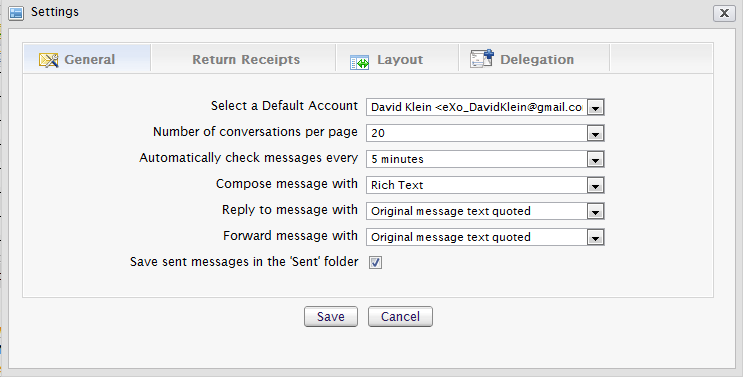 Settings
General Return Receipts Layout Delegation
Select a Default Account David Klein <eXo_DavidKlein@gmail.co
Number of conversations per page 20
Automatically check messages every 5 minutes
Compose message with Rich Text
Reply to message with Original message text quoted
Forward message with Original message text quoted
Save sent messages in the 'Sent' folder
Save Cancel